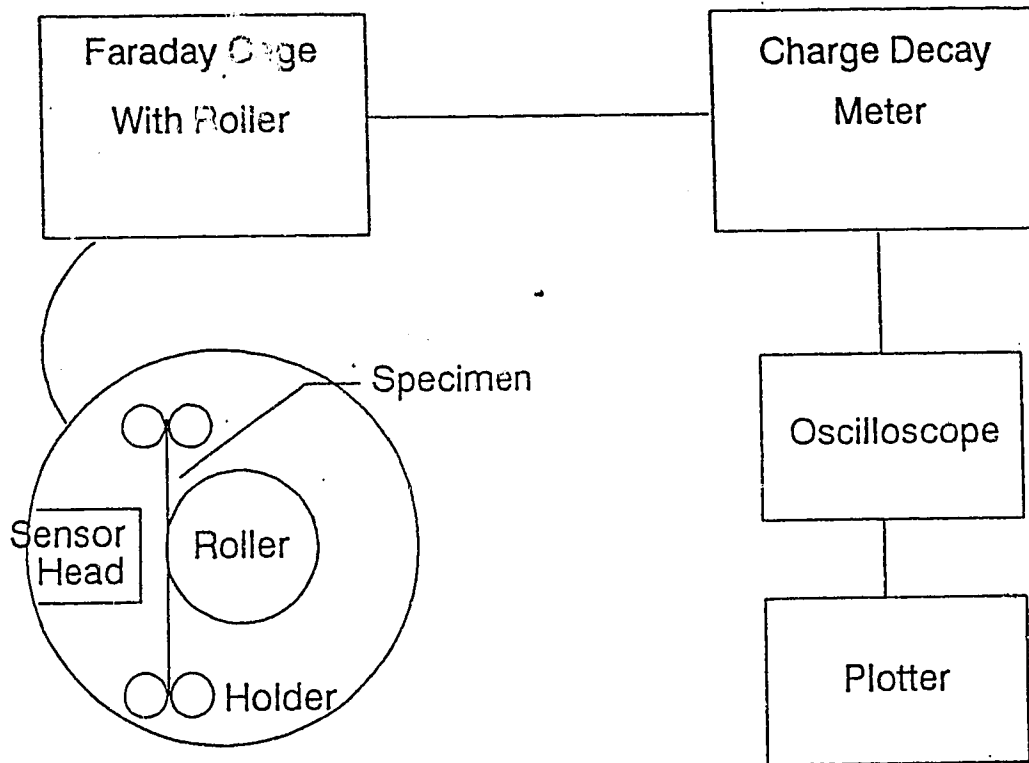 Faraday Cage
With Roller
Charge Decay
Meter
Specimen
Oscilloscope
Sensor
Head
Roller
Holder
Plotter